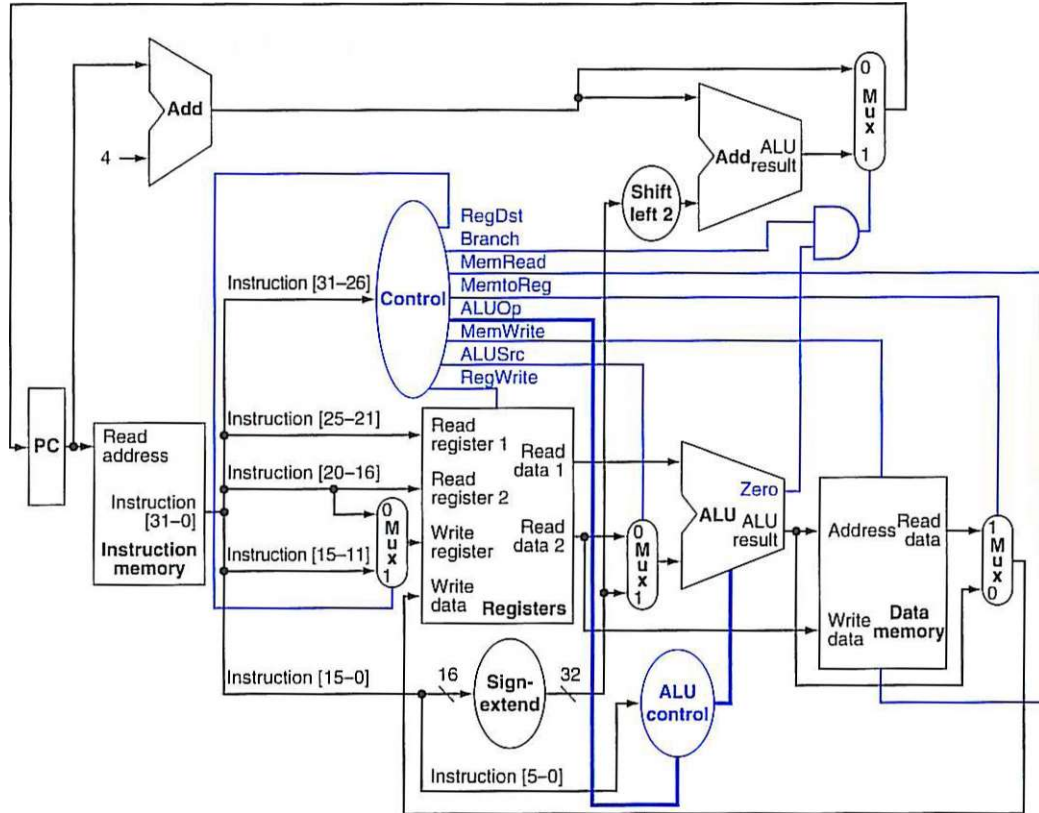 Add
4
0
Mux
1
Add
ALU
result
Shift
left 2
RegDst
Branch
MemRead
MemtoReg
ALUOp
MemWrite
ALUSrc
RegWrite
Control
Instruction [31–26]
PC
Read
address
Instruction
[31–0]
Instruction
memory
Instruction [25–21]
Instruction [20–16]
Instruction [15–11]
0
Mux
1
Read
register 1
Read
register 2
Write
register
Write
data
Read
data 1
Read
data 2
Registers
0
Mux
1
Zero
ALU
ALU
result
Address
Read
data
Write
data
Data
memory
1
Mux
0
Instruction [15–0]
16
Sign-
extend
32
ALU
control
Instruction [5–0]